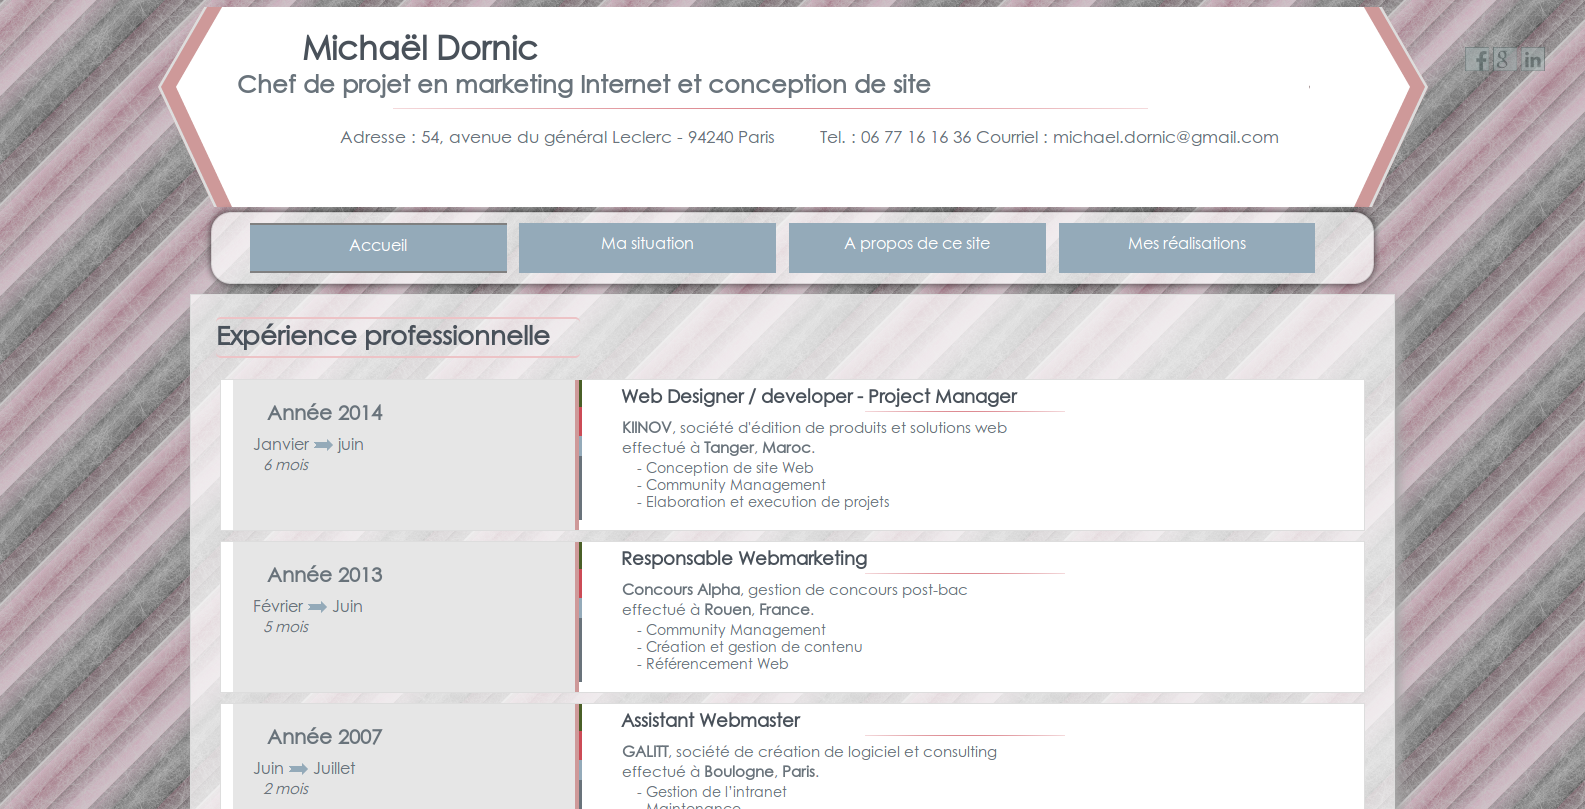 Michaël Dornic
Chef de projet en marketing Internet et conception de site
Adresse : 54, avenue du général Leclerc - 94240 Paris Tel. : 06 77 16 16 36 Courriel : michael.dornic@gmail.com
Accueil
Ma situation
A propos de ce site
Mes réalisations
Expérience professionnelle
Année 2014
Janvier juin
6 mois
Web Designer / developer - Project Manager
KIINOV, société d'édition de produits et solutions web
effectué à Tanger, Maroc.
- Conception de site Web
- Community Management
- Elaboration et execution de projets
Année 2013
Février Juin
5 mois
Responsable Webmarketing
Concours Alpha, gestion de concours post-bac
effectué à Rouen, France.
- Community Management
- Création et gestion de contenu
- Référencement Web
Année 2007
Juin Juillet
2 mois
Assistant Webmaster
GALITT, société de création de logiciel et consulting
effectué à Boulogne, Paris.
- Gestion de l'intranet
- Maintenance